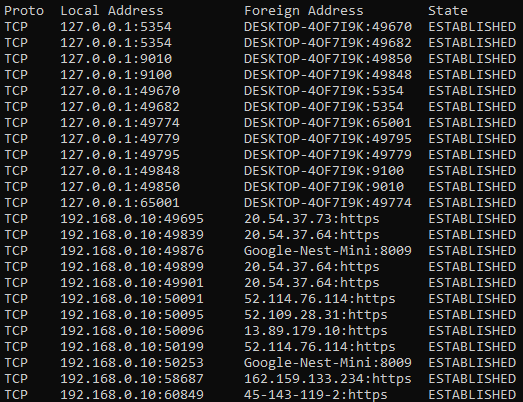 Proto  Local Address          Foreign Address        State
TCP    127.0.0.1:5354         DESKTOP-4OF7I9K:49670  ESTABLISHED
TCP    127.0.0.1:5354         DESKTOP-4OF7I9K:49682  ESTABLISHED
TCP    127.0.0.1:9010         DESKTOP-4OF7I9K:49850  ESTABLISHED
TCP    127.0.0.1:9100         DESKTOP-4OF7I9K:49848  ESTABLISHED
TCP    127.0.0.1:49670        DESKTOP-4OF7I9K:5354   ESTABLISHED
TCP    127.0.0.1:49682        DESKTOP-4OF7I9K:5354   ESTABLISHED
TCP    127.0.0.1:49774        DESKTOP-4OF7I9K:65001  ESTABLISHED
TCP    127.0.0.1:49779        DESKTOP-4OF7I9K:49795  ESTABLISHED
TCP    127.0.0.1:49795        DESKTOP-4OF7I9K:49779  ESTABLISHED
TCP    127.0.0.1:49848        DESKTOP-4OF7I9K:9100   ESTABLISHED
TCP    127.0.0.1:49850        DESKTOP-4OF7I9K:9010   ESTABLISHED
TCP    127.0.0.1:65001        DESKTOP-4OF7I9K:49774  ESTABLISHED
TCP    192.168.0.10:49695     20.54.37.73:https      ESTABLISHED
TCP    192.168.0.10:49839     20.54.37.64:https      ESTABLISHED
TCP    192.168.0.10:49876     Google-Nest-Mini:8009  ESTABLISHED
TCP    192.168.0.10:49899     20.54.37.64:https      ESTABLISHED
TCP    192.168.0.10:49901     20.54.37.64:https      ESTABLISHED
TCP    192.168.0.10:50091     52.114.76.114:https    ESTABLISHED
TCP    192.168.0.10:50095     52.109.28.31:https     ESTABLISHED
TCP    192.168.0.10:50096     13.89.179.10:https     ESTABLISHED
TCP    192.168.0.10:50199     52.114.76.114:https    ESTABLISHED
TCP    192.168.0.10:50253     Google-Nest-Mini:8009  ESTABLISHED
TCP    192.168.0.10:58687     162.159.133.234:https  ESTABLISHED
TCP    192.168.0.10:60849     45-143-119-2:https     ESTABLISHED